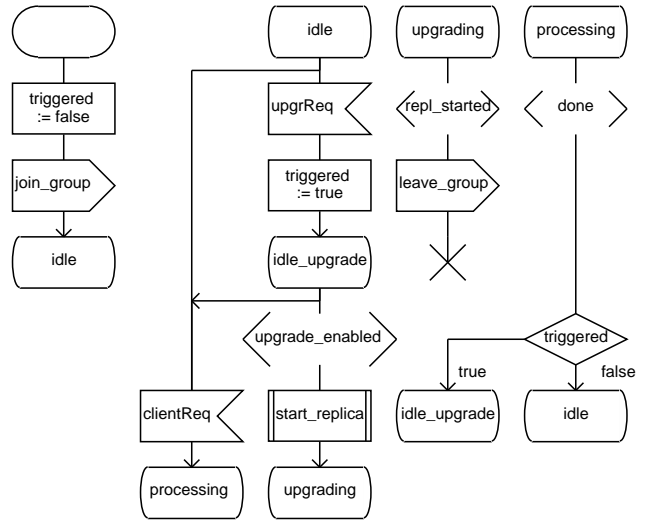 idle
upgrading
processing
triggered
:= false
upgrReq
repl_started
done
join_group
triggered
:= true
leave_group
idle
idle_upgrade
upgrade_enabled
triggered
true
false
clientReq
start_replica
idle_upgrade
idle
processing
upgrading